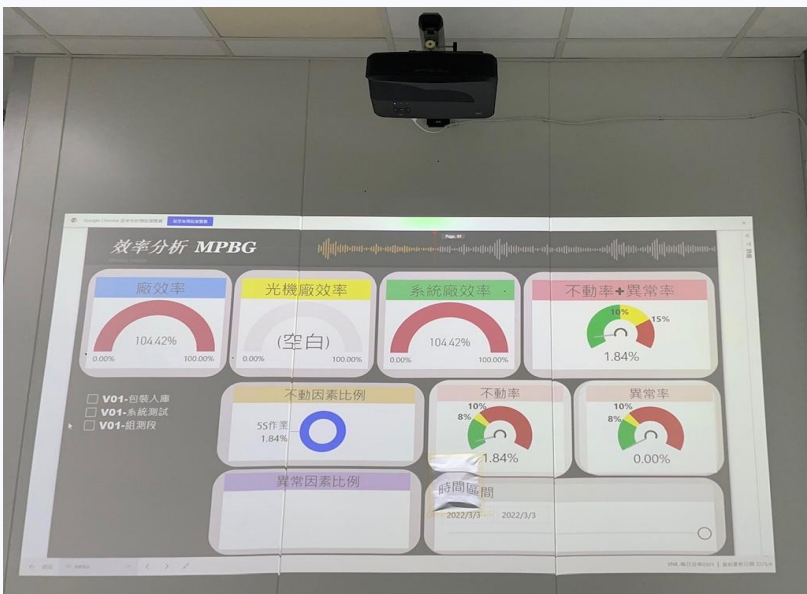 Page. 01
效率分析 MPBG
廠效率
104.42%
0.00%
100.00%
光機廠效率
(空白)
0.00%
100.00%
系統廠效率
104.42%
0.00%
100.00%
不動率+異常率
10%
15%
1.84%
V01-包裝入庫
V01-系統測試
V01-組測段
不動因素比例
5S作業
1.84%
不動率
10%
8%
1.84%
異常率
10%
8%
0.00%
異常因素比例
時間區間
2022/3/3
2022/3/3